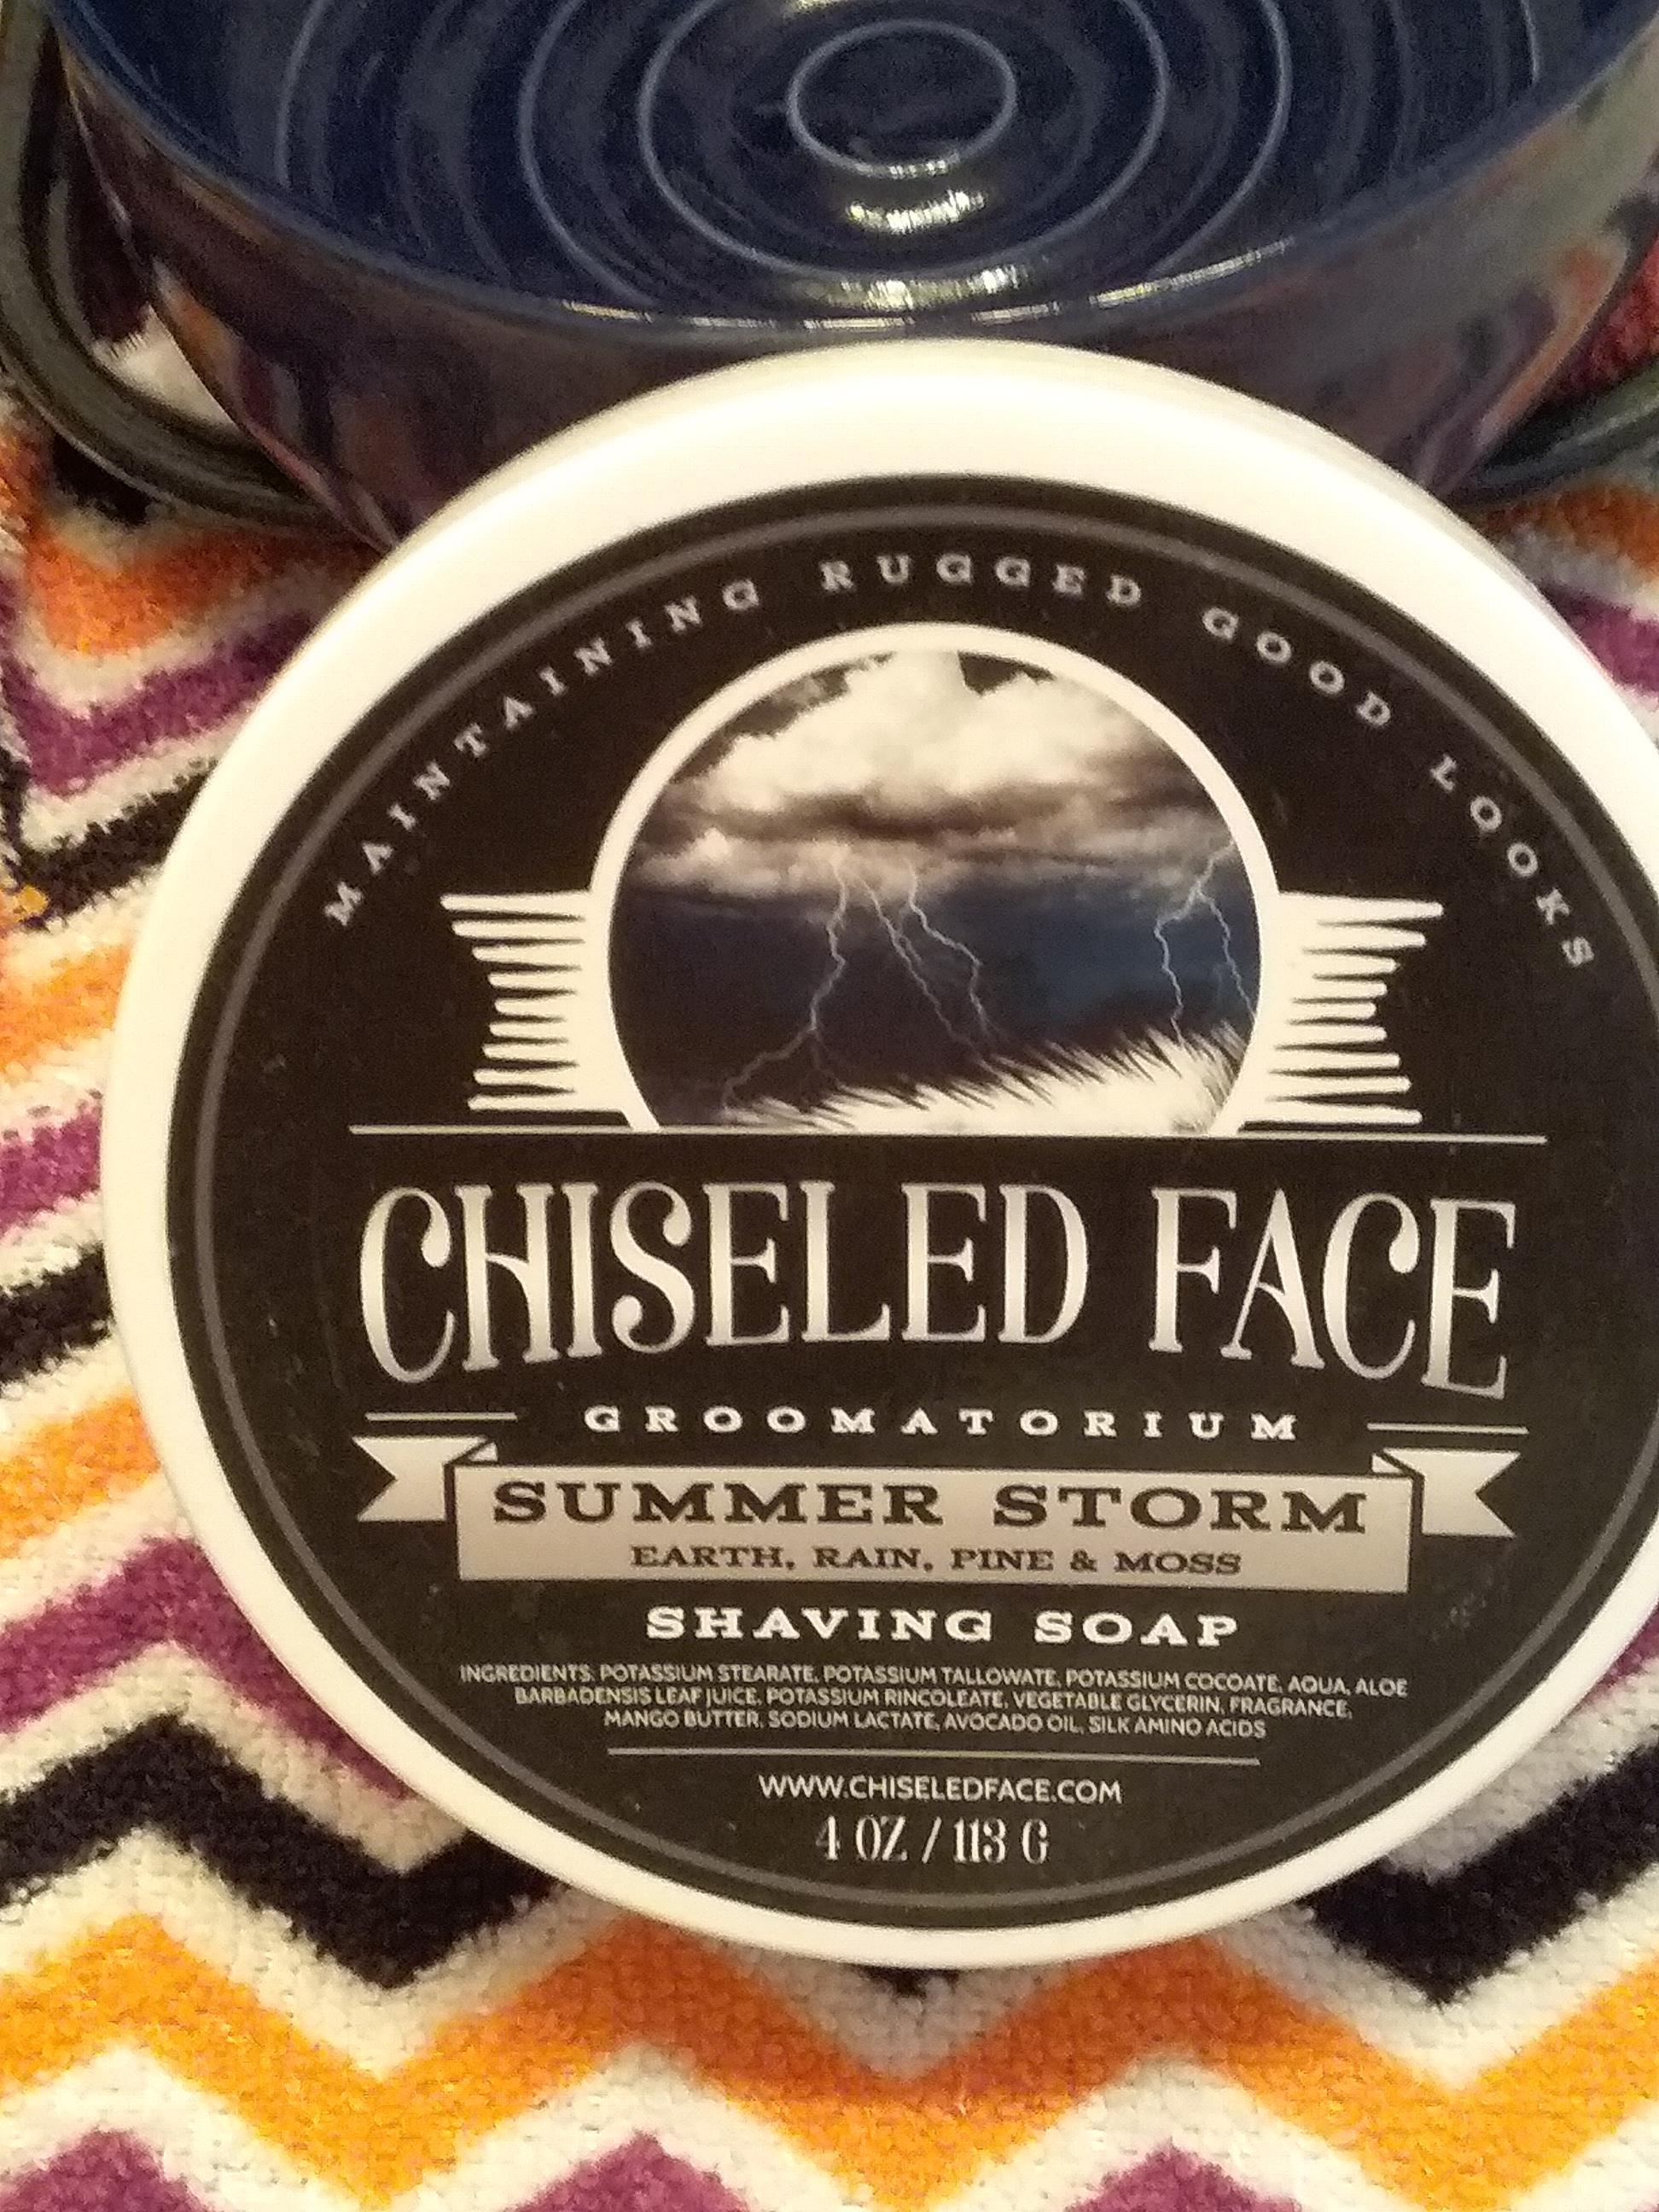 MAINTAINING RUGGED GOOD LOOKS
CHISELED FACE
GROOMATORIUM
SUMMER STORM
EARTH, RAIN, PINE & MOSS
SHAVING SOAP
INGREDIENTS: POTASSIUM STEARATE, POTASSIUM TALLOWATE, POTASSIUM COCOATE, AQUA, ALOE
BARBADENSIS LEAF JUICE, POTASSIUM RINCOLEATE, VEGETABLE GLYCERIN, FRAGRANCE,
MANGO BUTTER, SODIUM LACTATE, AVOCADO OIL, SILK AMINO ACIDS
WWW.CHISELEDFACE.COM
4 OZ / 113 G